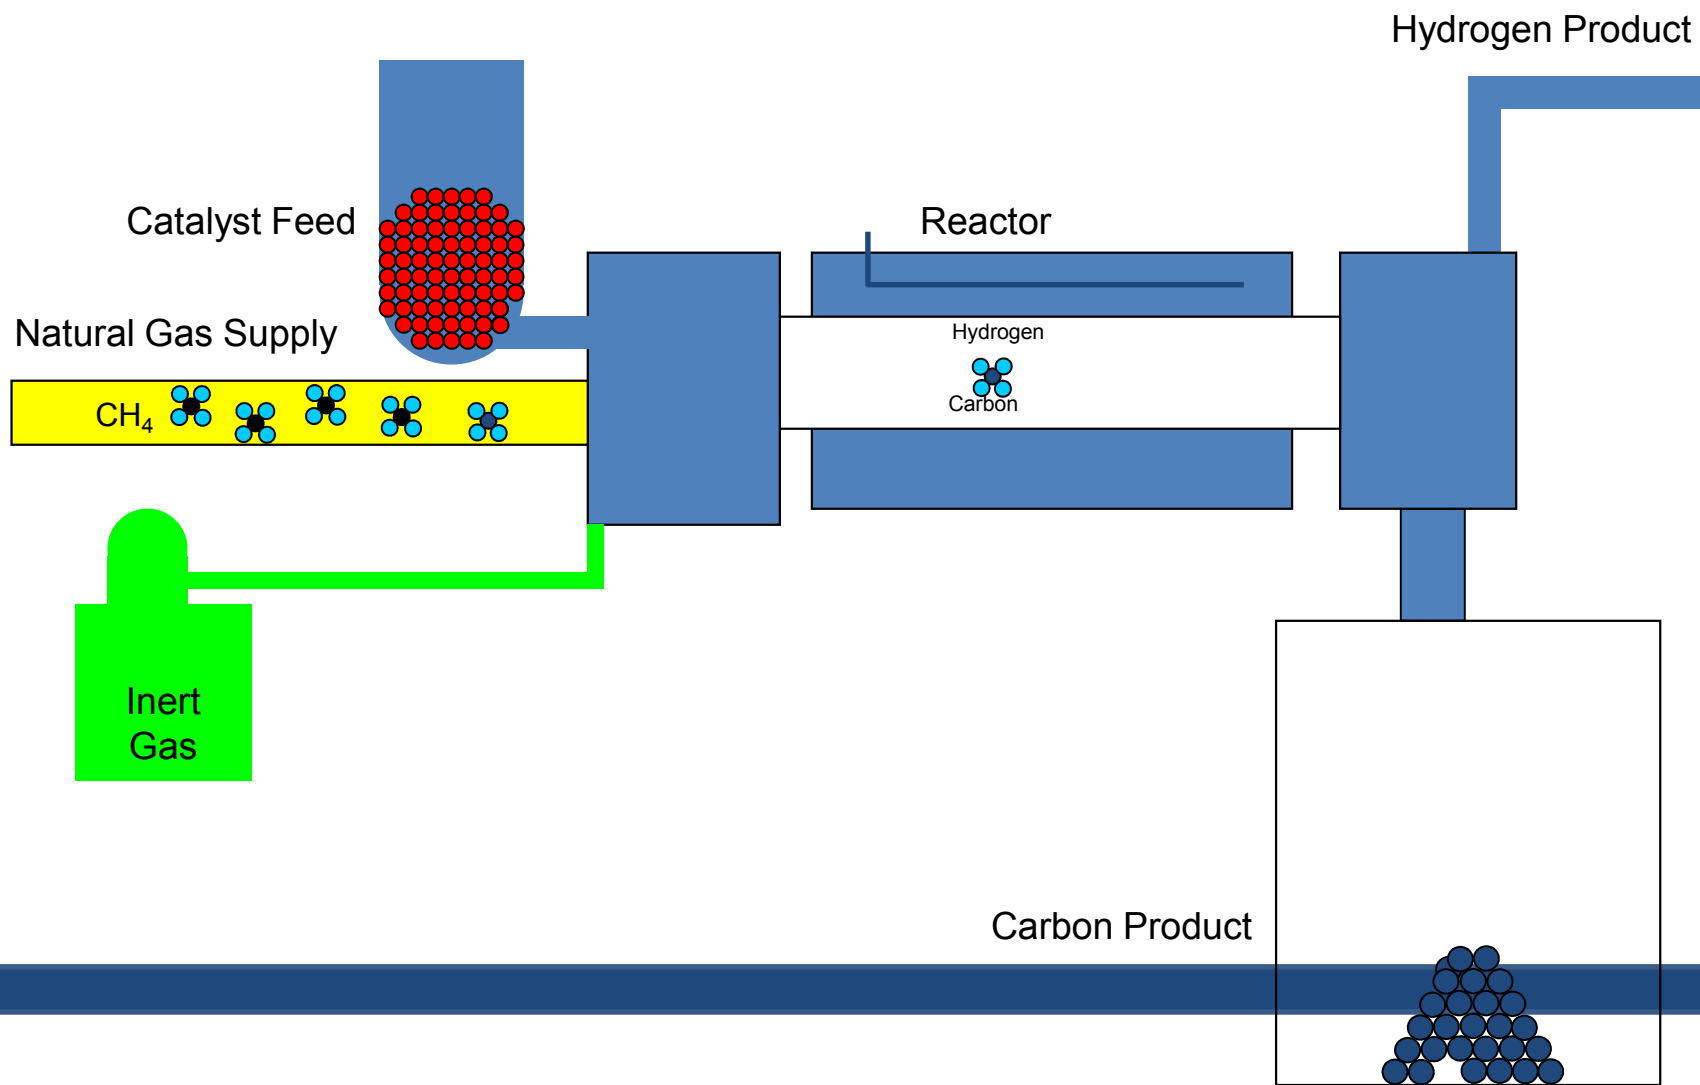 Hydrogen Product
Catalyst Feed
Reactor
Natural Gas Supply
Hydrogen
CH₄
Carbon
Inert
Gas
Carbon Product